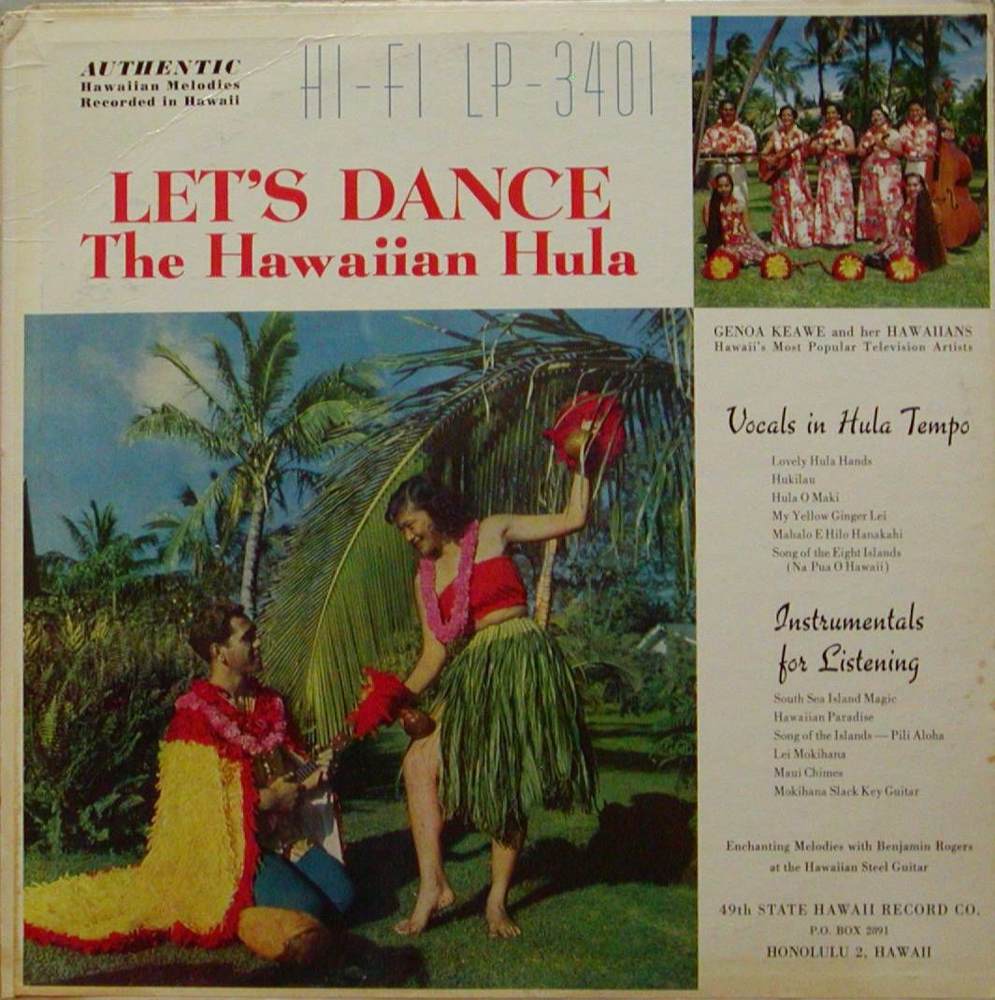 AUTHENTIC
Hawaiian Melodies
Recorded in Hawaii
HI-FI LP-3401
LET'S DANCE
The Hawaiian Hula
GENOA KEAWE and her HAWAIIANS
Hawaii's Most Popular Television Artists
Vocals in Hula Tempo
Lovely Hula Hands
Hukilau
Hula O Maki
My Yellow Ginger Lei
Mahalo E Hilo Hanakahi
Song of the Eight Islands
(Na Pua O Hawaii)
Instrumentals
for Listening
South Sea Island Magic
Hawaiian Paradise
Song of the Islands — Pili Aloha
Lei Mokihana
Maui Chimes
Mokihana Slack Key Guitar
Enchanting Melodies with Benjamin Rogers
at the Hawaiian Steel Guitar
49th STATE HAWAII RECORD CO.
P.O. BOX 2891
HONOLULU 2, HAWAII